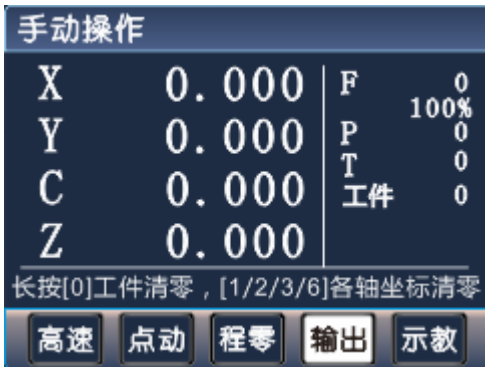 手动操作
X 0.000
Y 0.000
C 0.000
Z 0.000
F 0
100%
P 0
T 0
工件 0
长按[0]工件清零，[1/2/3/6]各轴坐标清零
高速 点动 程零 输出 示教